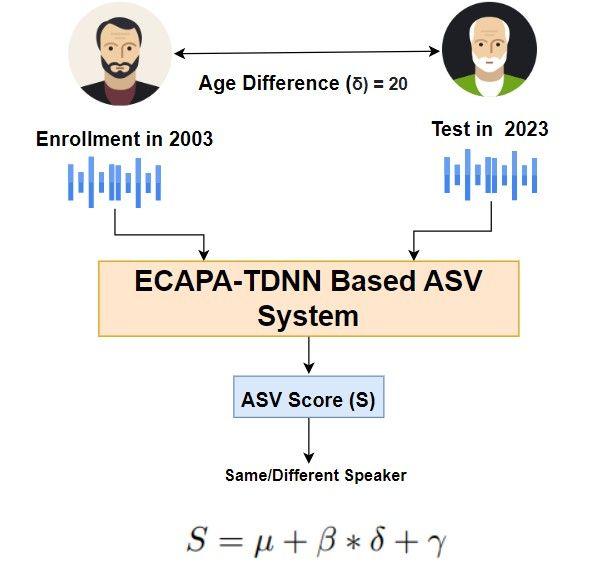 Age Difference (δ) = 20
Enrollment in 2003
Test in 2023
ECAPA-TDNN Based ASV
System
ASV Score (S)
Same/Different Speaker
S = μ + β ∗ δ + γ